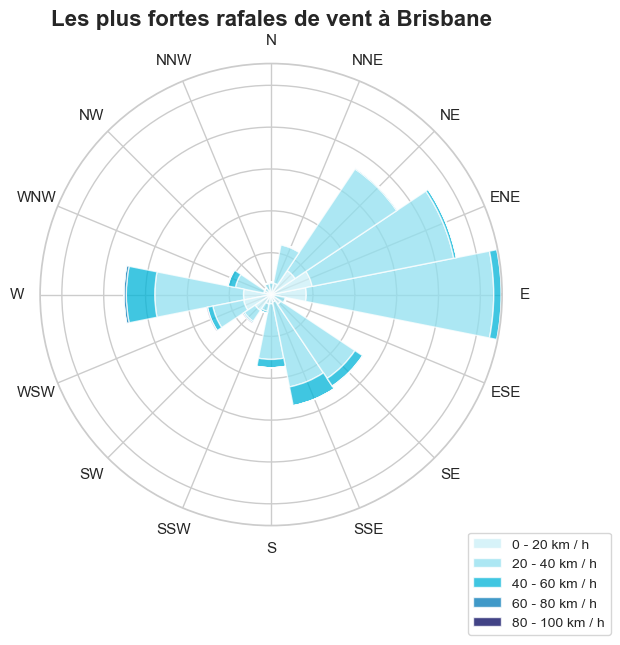 Les plus fortes rafales de vent à Brisbane
N
NNW
NNE
NW
NE
WNW
ENE
W
E
WSW
ESE
SW
SE
SSW
SSE
S
0 - 20 km / h
20 - 40 km / h
40 - 60 km / h
60 - 80 km / h
80 - 100 km / h